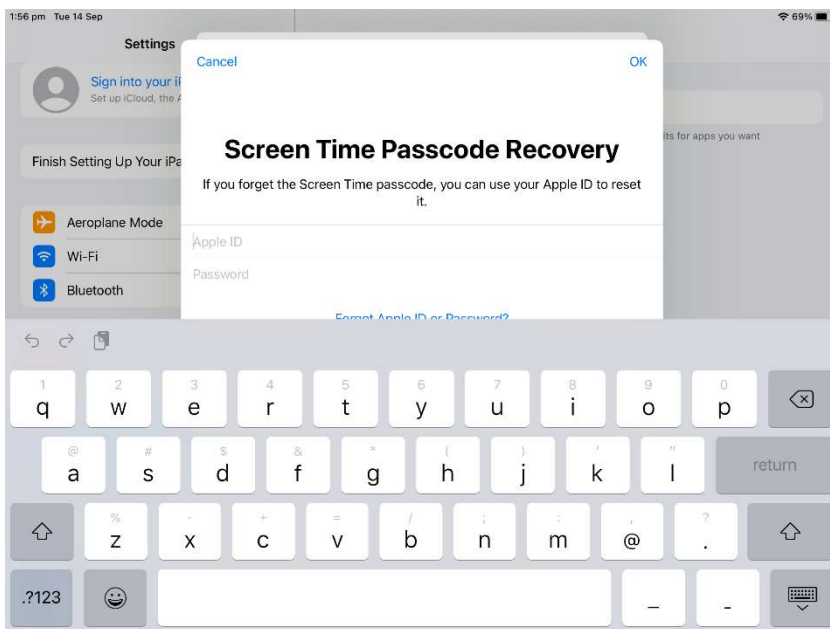 1:56 pm Tue 14 Sep
69%
Settings
Cancel
OK
Sign into your iP
Set up iCloud, the A
its for apps you want
Screen Time Passcode Recovery
Finish Setting Up Your iPa
If you forget the Screen Time passcode, you can use your Apple ID to reset
it.
Aeroplane Mode
Apple ID
Wi-Fi
Password
Bluetooth
Forgot Apple ID or Password?
1 2 3 4 5 6 7 8 9 0
q w e r t y u i o p
@ # $ & * ( ) ' "
a s d f g h j k l return
% - + = / ; : , ?
z x c v b n m @ .
.?123 _ -